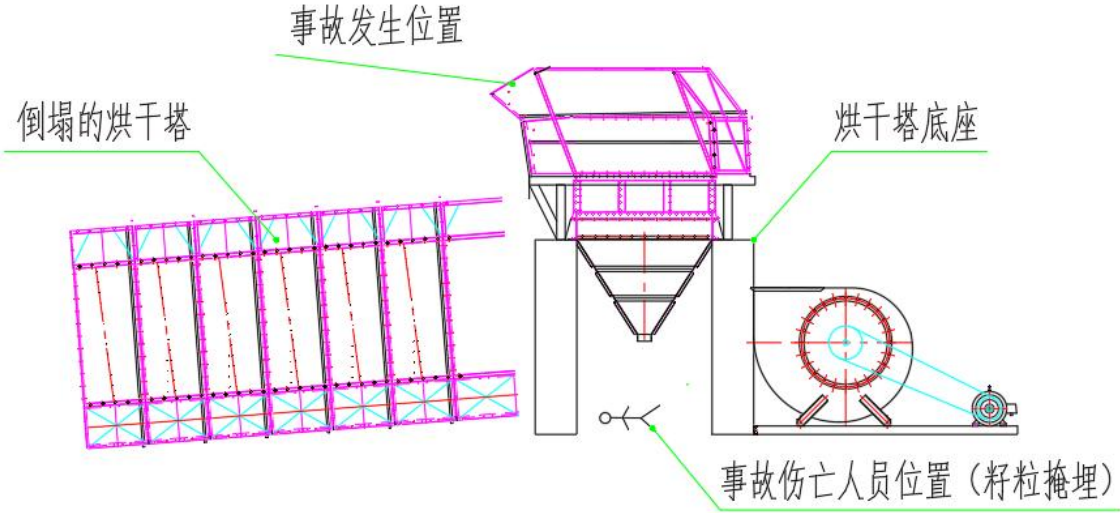 事故发生位置
倒塌的烘干塔
烘干塔底座
事故伤亡人员位置（籽粒掩埋）